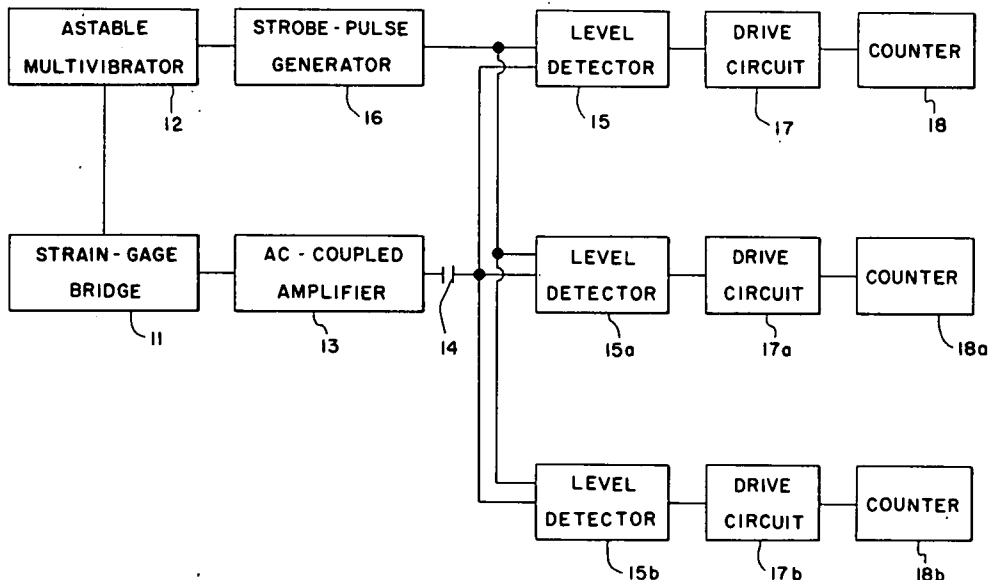 ASTABLE
MULTIVIBRATOR
12
STROBE-PULSE
GENERATOR
16
LEVEL
DETECTOR
15
DRIVE
CIRCUIT
17
COUNTER
18
STRAIN-GAGE
BRIDGE
11
AC-COUPLED
AMPLIFIER
13
14
LEVEL
DETECTOR
15a
DRIVE
CIRCUIT
17a
COUNTER
18a
LEVEL
DETECTOR
15b
DRIVE
CIRCUIT
17b
COUNTER
18b